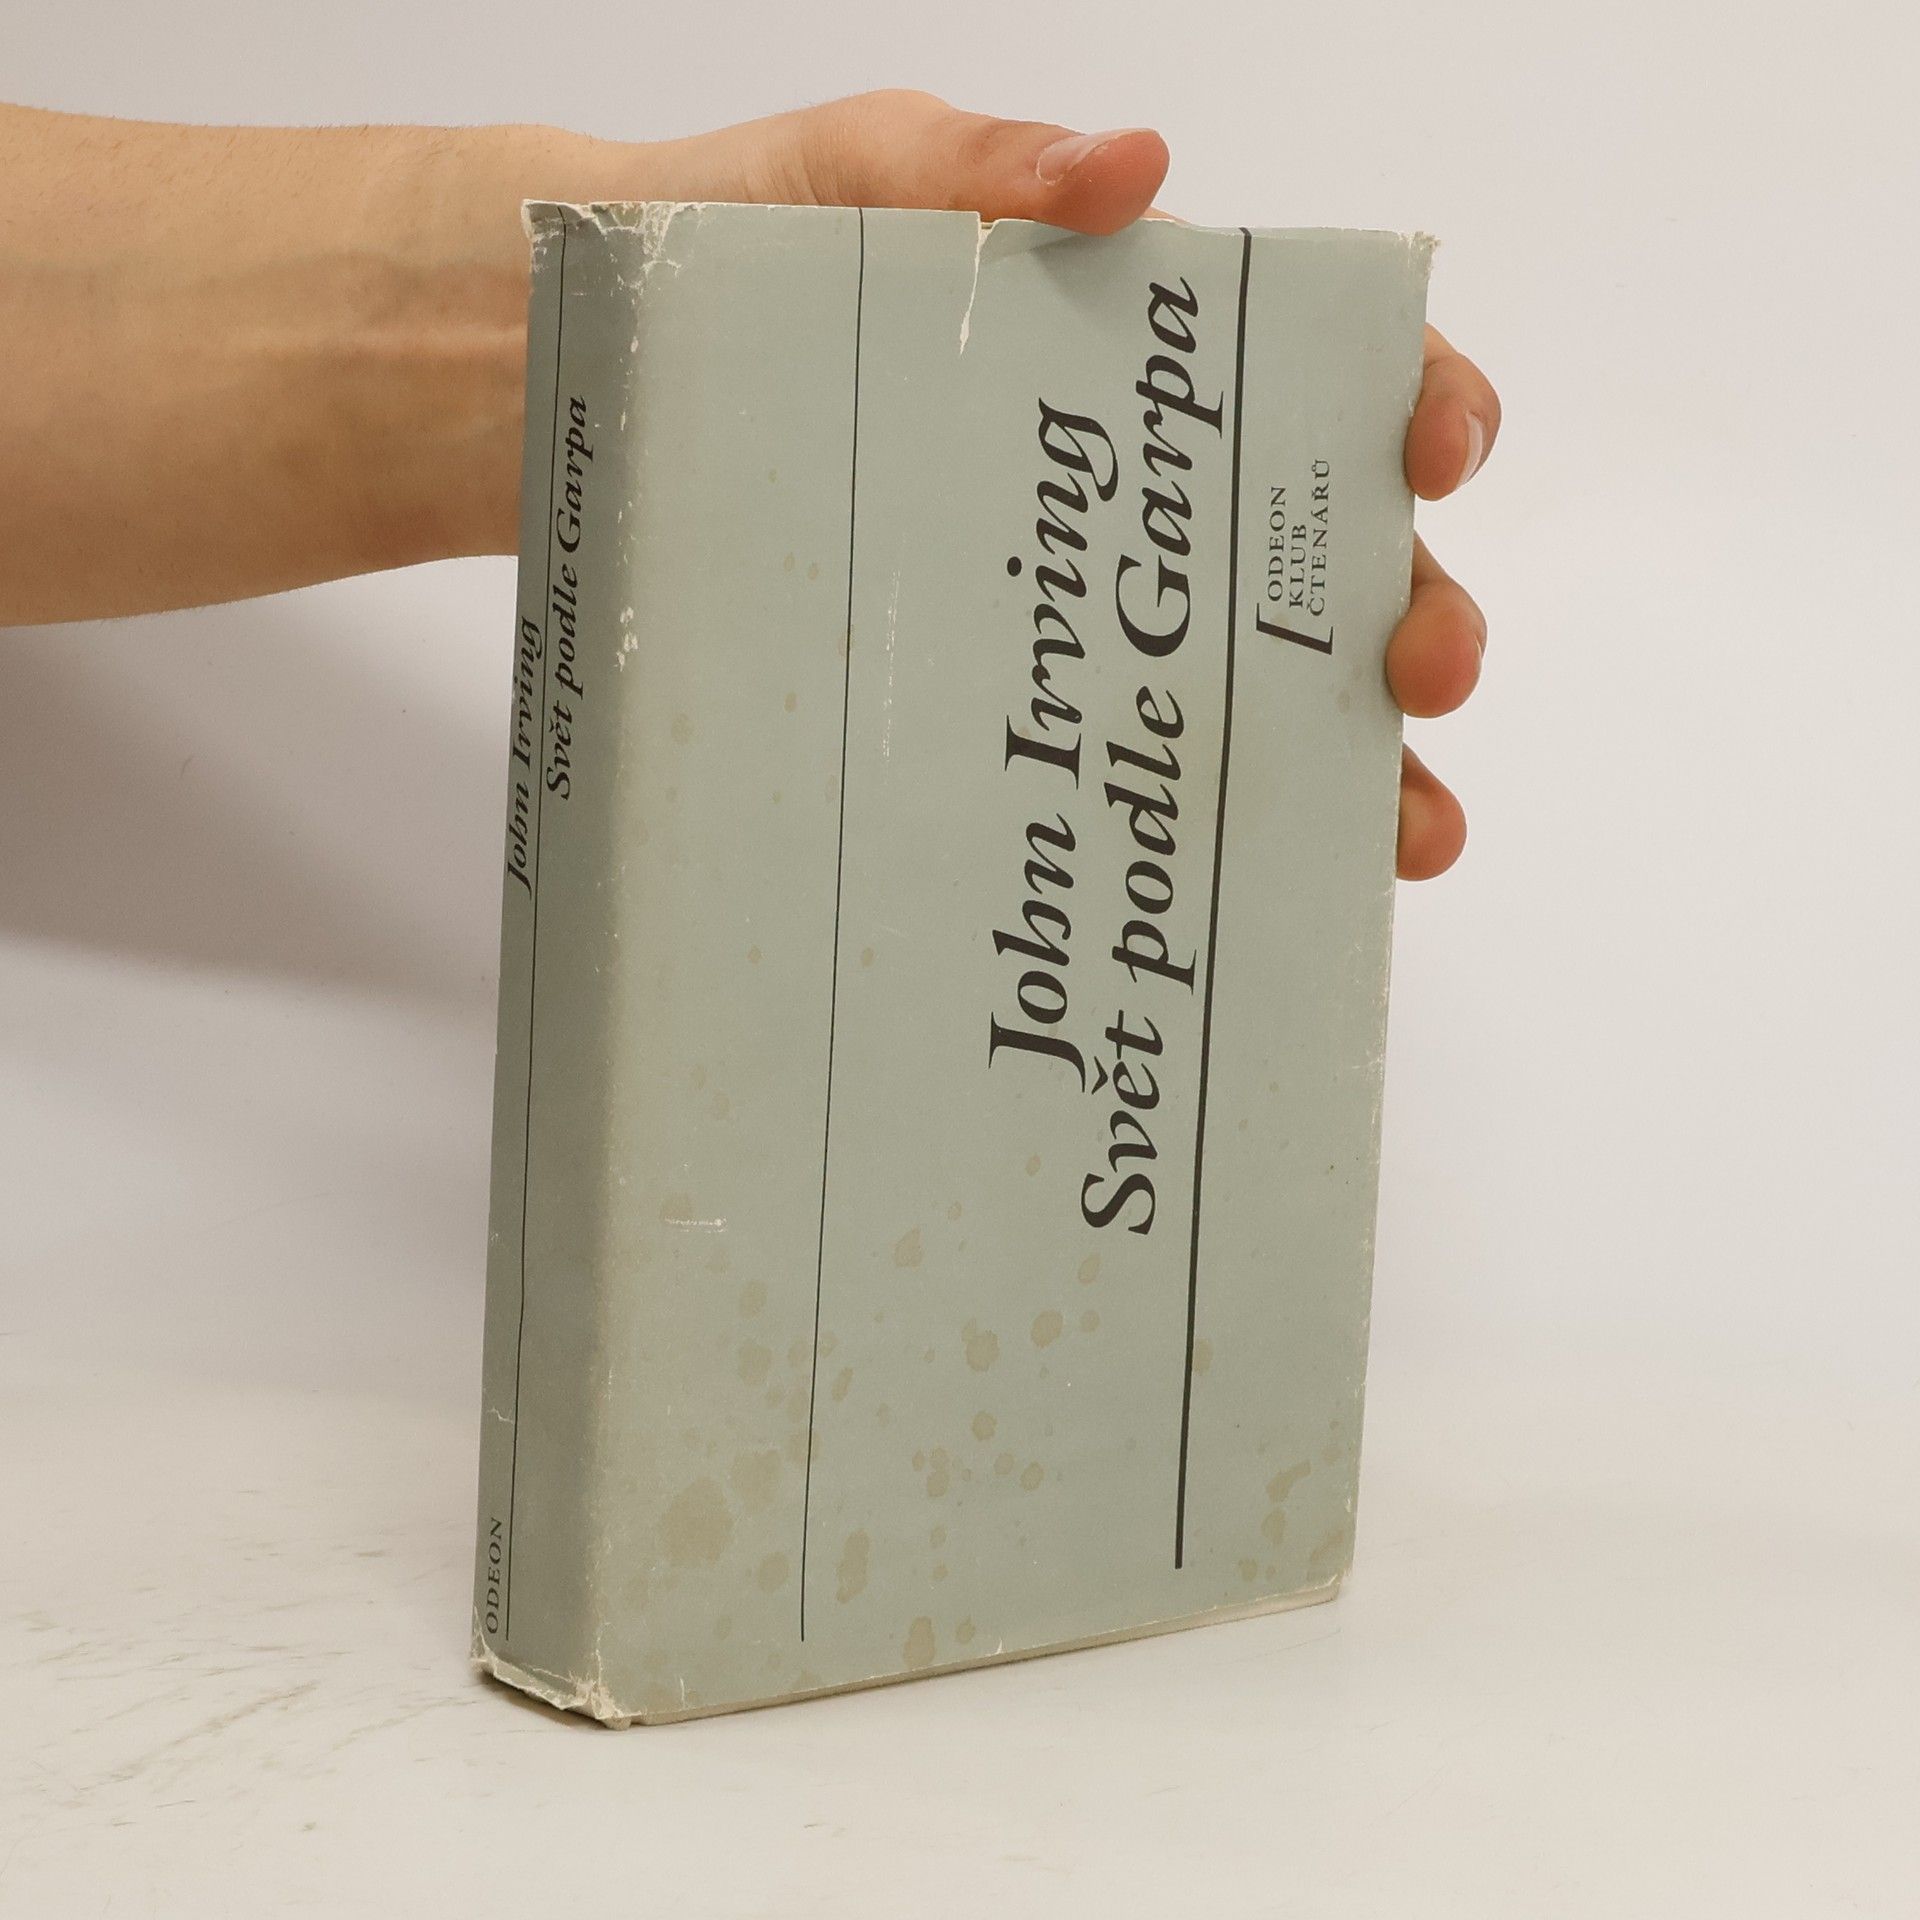 John Irving
Svět podle Garpa
ODEON
John Irving
Svět podle Garpa
[ODEON
KLUB
ČTENÁŘŮ